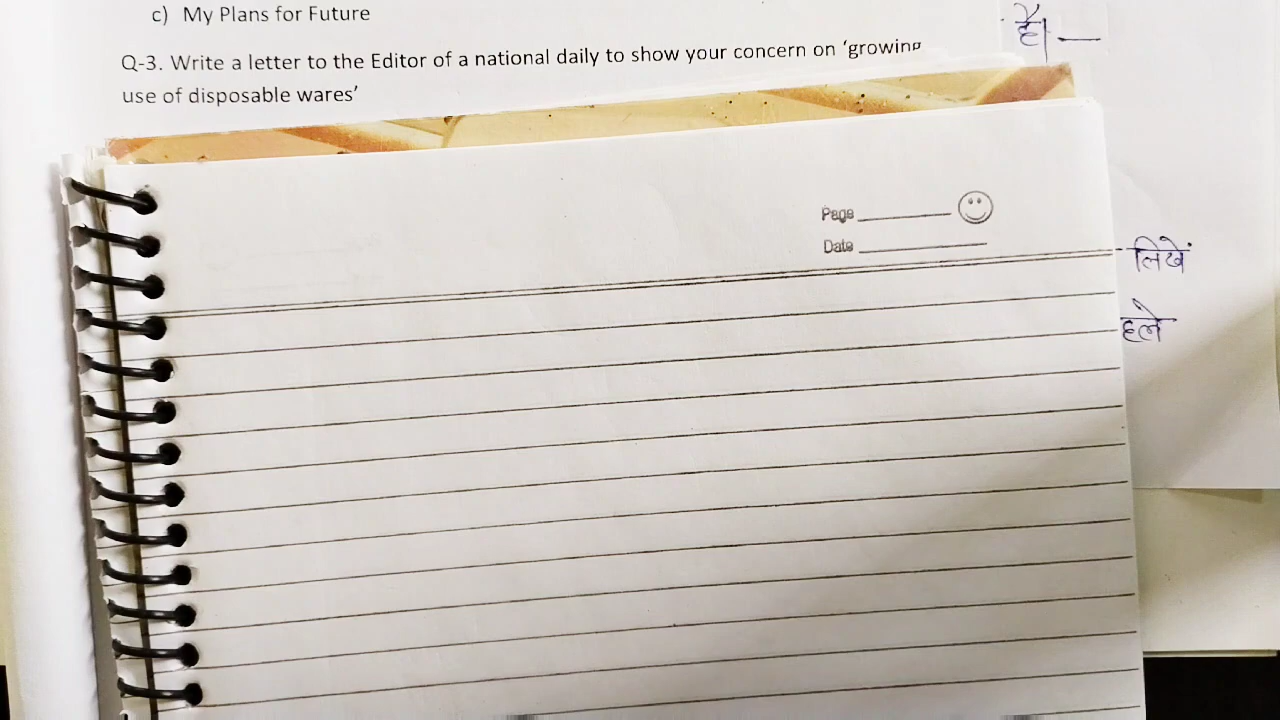 c) My Plans for Future
Q-3. Write a letter to the Editor of a national daily to show your concern on ‘growing
use of disposable wares’
है। —
Page
Date
लिखें
हले